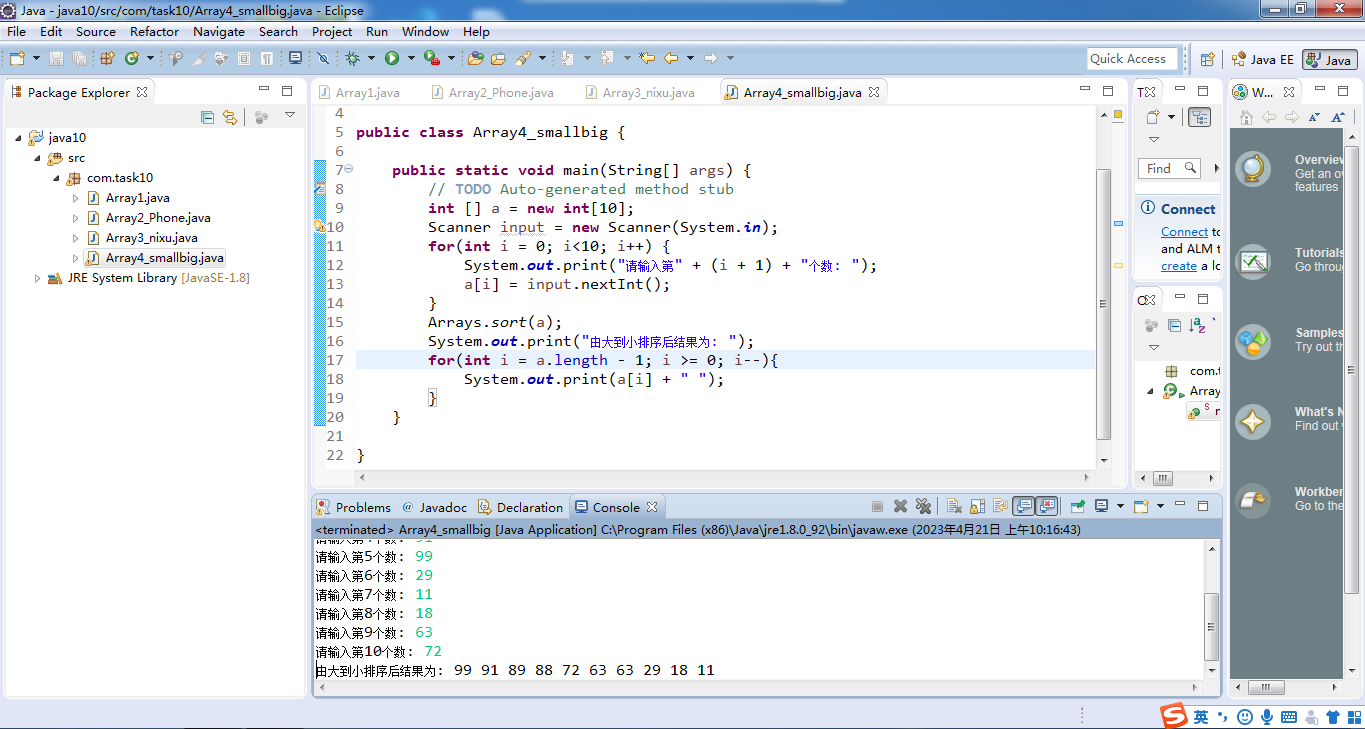 Java - java10/src/com/task10/Array4_smallbig.java - Eclipse
File Edit Source Refactor Navigate Search Project Run Window Help
Quick Access
Java EE
Java
Package Explorer
java10
src
com.task10
Array1.java
Array2_Phone.java
Array3_nixu.java
Array4_smallbig.java
JRE System Library [JavaSE-1.8]
Array1.java Array2_Phone.java Array3_nixu.java Array4_smallbig.java
4
5 public class Array4_smallbig {
6
7 public static void main(String[] args) {
8 // TODO Auto-generated method stub
9 int [] a = new int[10];
10 Scanner input = new Scanner(System.in);
11 for(int i = 0; i<10; i++) {
12 System.out.print("请输入第" + (i + 1) + "个数: ");
13 a[i] = input.nextInt();
14 }
15 Arrays.sort(a);
16 System.out.print("由大到小排序后结果为: ");
17 for(int i = a.length - 1; i >= 0; i--){
18 System.out.print(a[i] + " ");
19 }
20 }
21
22 }
Find
Connect
Connect to
and ALM t
create a lo
com.t
Array
W...
Overview
Get an ov
features
Tutorials
Go throu
Samples
Try out th
What's N
Find out
Workben
Go to the
Problems @ Javadoc Declaration Console
<terminated> Array4_smallbig [Java Application] C:\Program Files (x86)\Java\jre1.8.0_92\bin\javaw.exe (2023年4月21日 上午10:16:43)
请输入第5个数: 99
请输入第6个数: 29
请输入第7个数: 11
请输入第8个数: 18
请输入第9个数: 63
请输入第10个数: 72
由大到小排序后结果为: 99 91 89 88 72 63 63 29 18 11
英